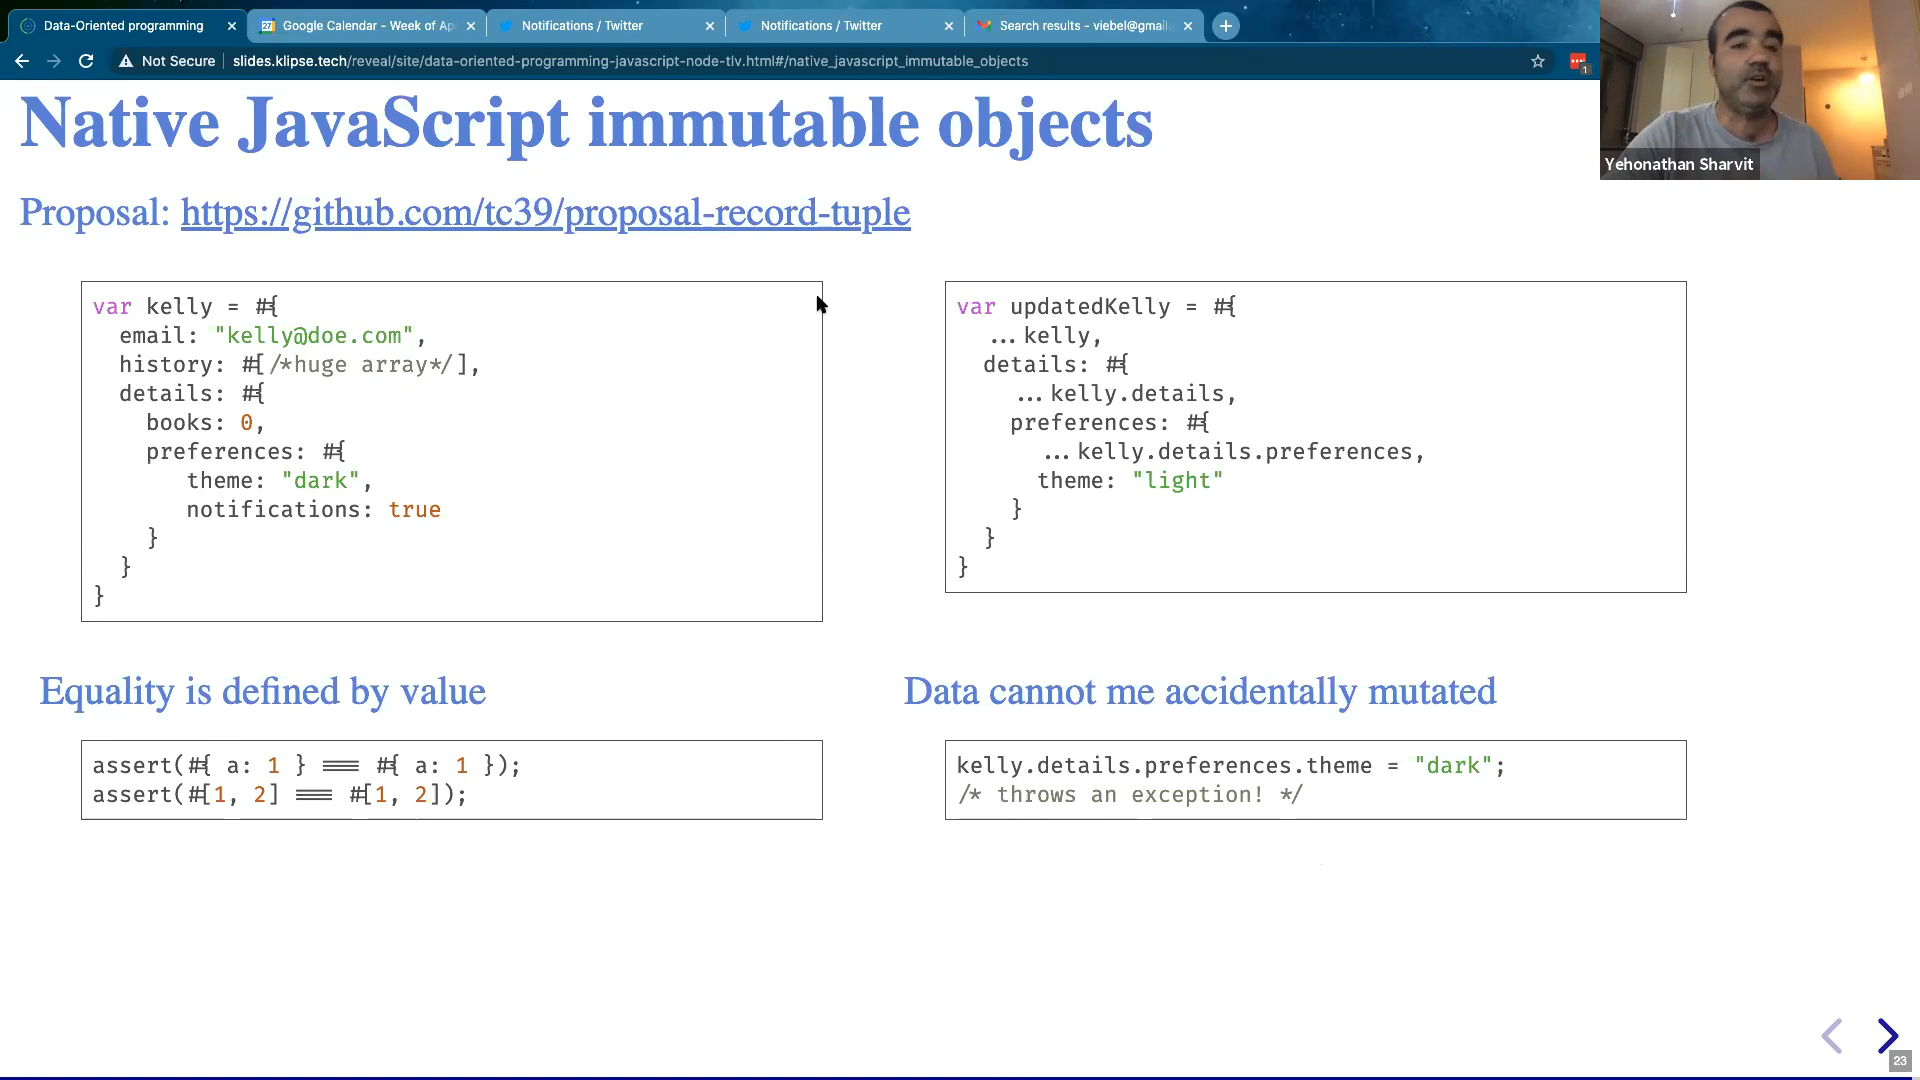 Data-Oriented programming
Google Calendar - Week of Ap
Notifications / Twitter
Notifications / Twitter
Search results - viebel@gmail.
Not Secure
slides.klipse.tech/reveal/site/data-oriented-programming-javascript-node-tlv.html#/native_javascript_immutable_objects
Yehonathan Sharvit
Native JavaScript immutable objects
Proposal: https://github.com/tc39/proposal-record-tuple
var kelly = #{
email: "kelly@doe.com",
history: #[/*huge array*/],
details: #{
books: 0,
preferences: #{
theme: "dark",
notifications: true
}
}
}
var updatedKelly = #{
...kelly,
details: #{
...kelly.details,
preferences: #{
...kelly.details.preferences,
theme: "light"
}
}
}
Equality is defined by value
assert(#{ a: 1 } === #{ a: 1 });
assert(#[1, 2] === #[1, 2]);
Data cannot me accidentally mutated
kelly.details.preferences.theme = "dark";
/* throws an exception! */
23